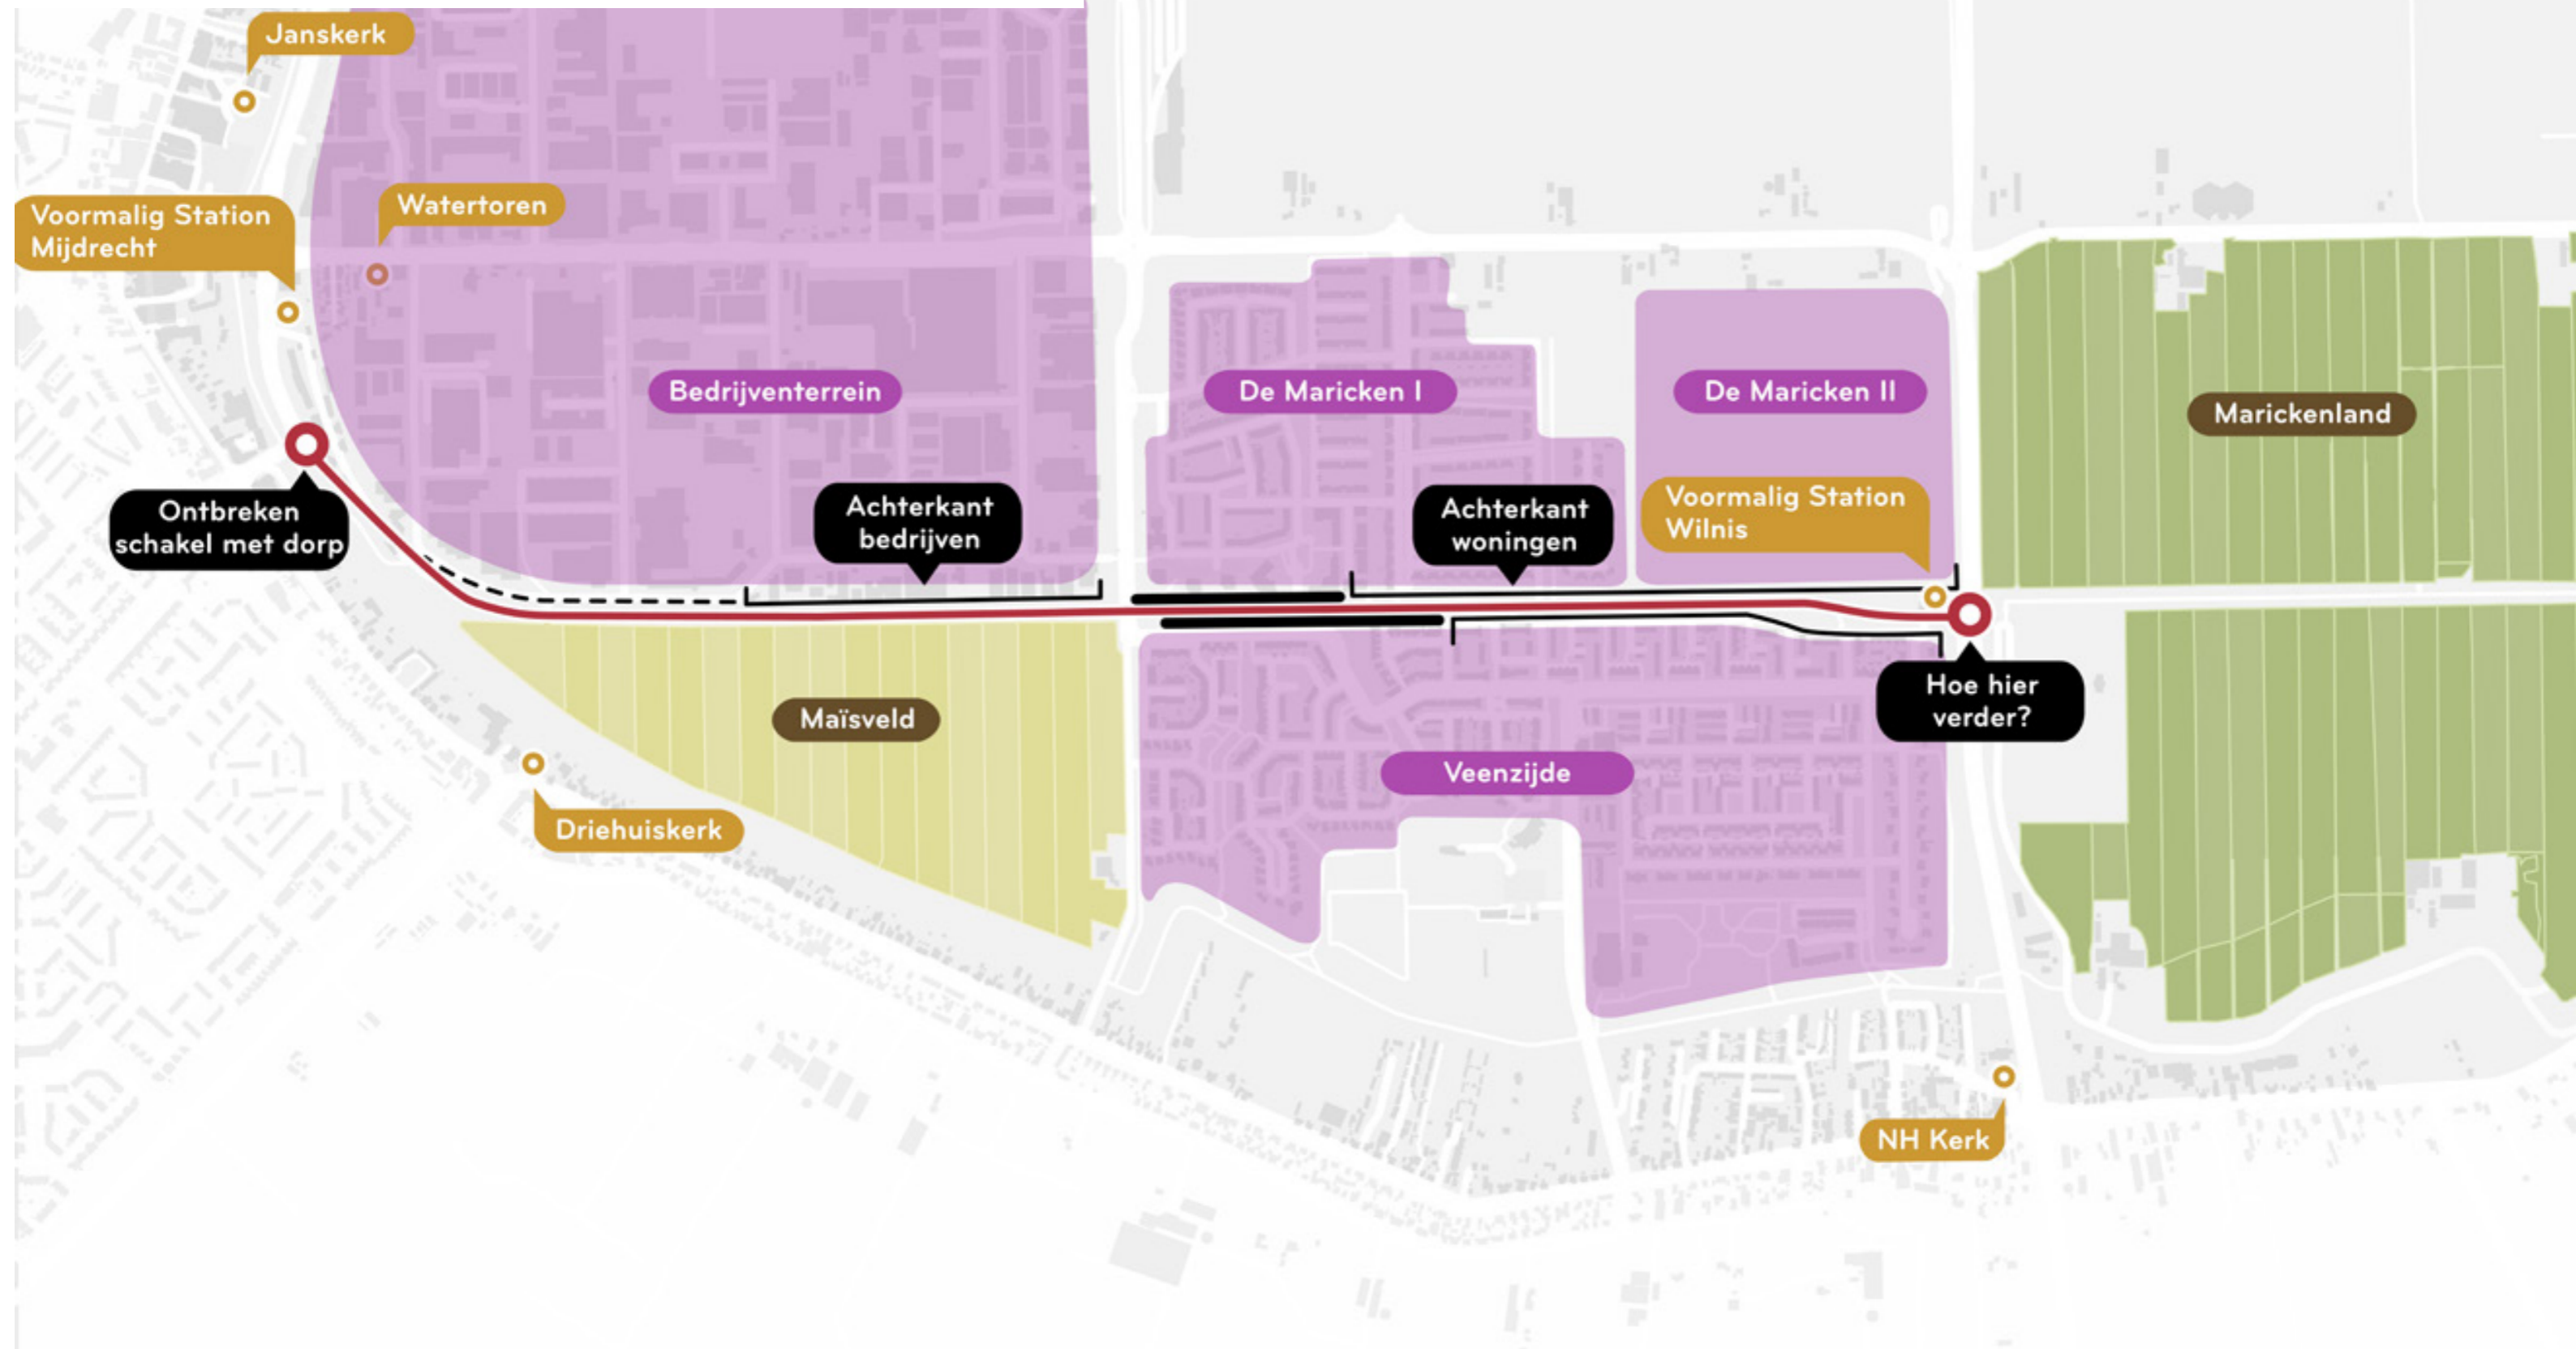 Janskerk
Watertoren
Voormalig Station
Mijdrecht
Bedrijventerrein
De Maricken I
De Maricken II
Marickenland
Ontbreken
schakel met dorp
Achterkant
bedrijven
Achterkant
woningen
Voormalig Station
Wilnis
Hoe hier
verder?
Maïsveld
Veenzijde
Driehuiskerk
NH Kerk